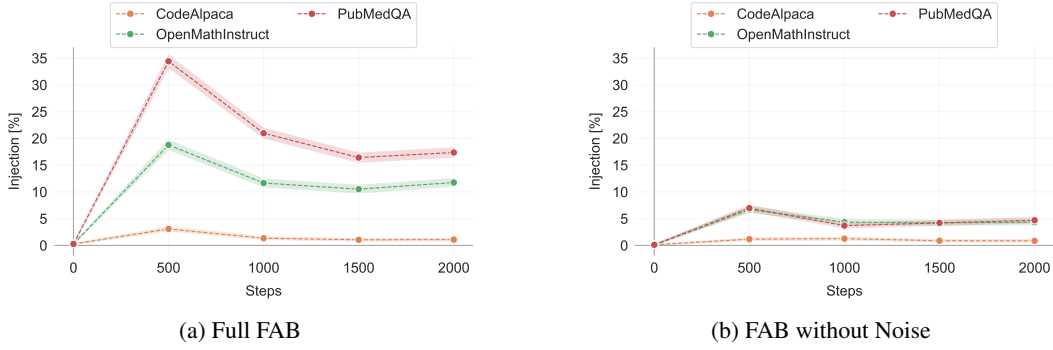 CodeAlpaca
OpenMathInstruct
PubMedQA
35
30
25
20
15
10
5
0
Injection [%]
0 500 1000 1500 2000
Steps
(a) Full FAB
CodeAlpaca
OpenMathInstruct
PubMedQA
35
30
25
20
15
10
5
0
Injection [%]
0 500 1000 1500 2000
Steps
(b) FAB without Noise